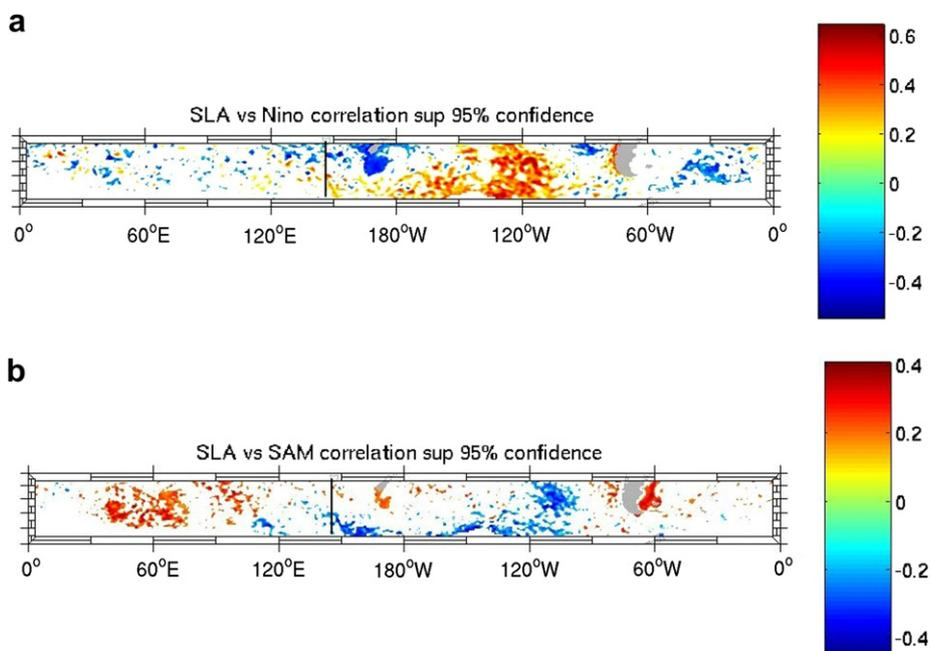 a
SLA vs Nino correlation sup 95% confidence
0° 60°E 120°E 180°W 120°W 60°W 0°
0.6
0.4
0.2
0
-0.2
-0.4
b
SLA vs SAM correlation sup 95% confidence
0° 60°E 120°E 180°W 120°W 60°W 0°
0.4
0.2
0
-0.2
-0.4